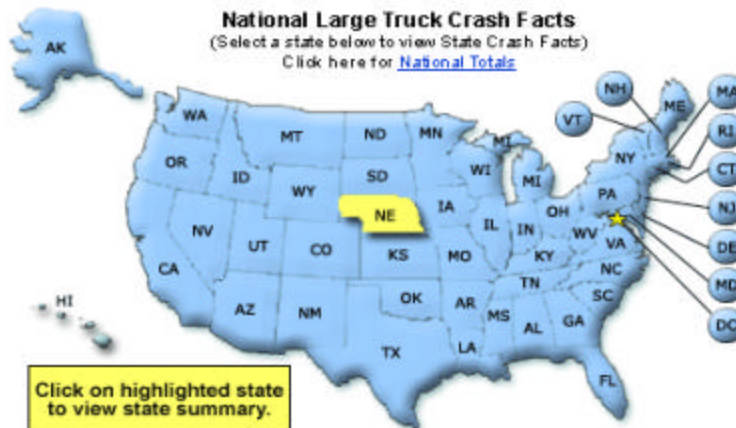 National Large Truck Crash Facts
(Select a state below to view State Crash Facts)
Click here for National Totals
AK
WA
MT
ND
MN
MI
NH
ME
MA
VT
RI
OR
ID
WY
SD
WI
MI
NY
CT
NV
UT
CO
NE
IA
IL
IN
OH
PA
NJ
CA
KS
MO
KY
WV
VA
DE
AZ
NM
OK
AR
TN
NC
MD
HI
TX
LA
MS
AL
GA
SC
DC
FL
Click on highlighted state
to view state summary.